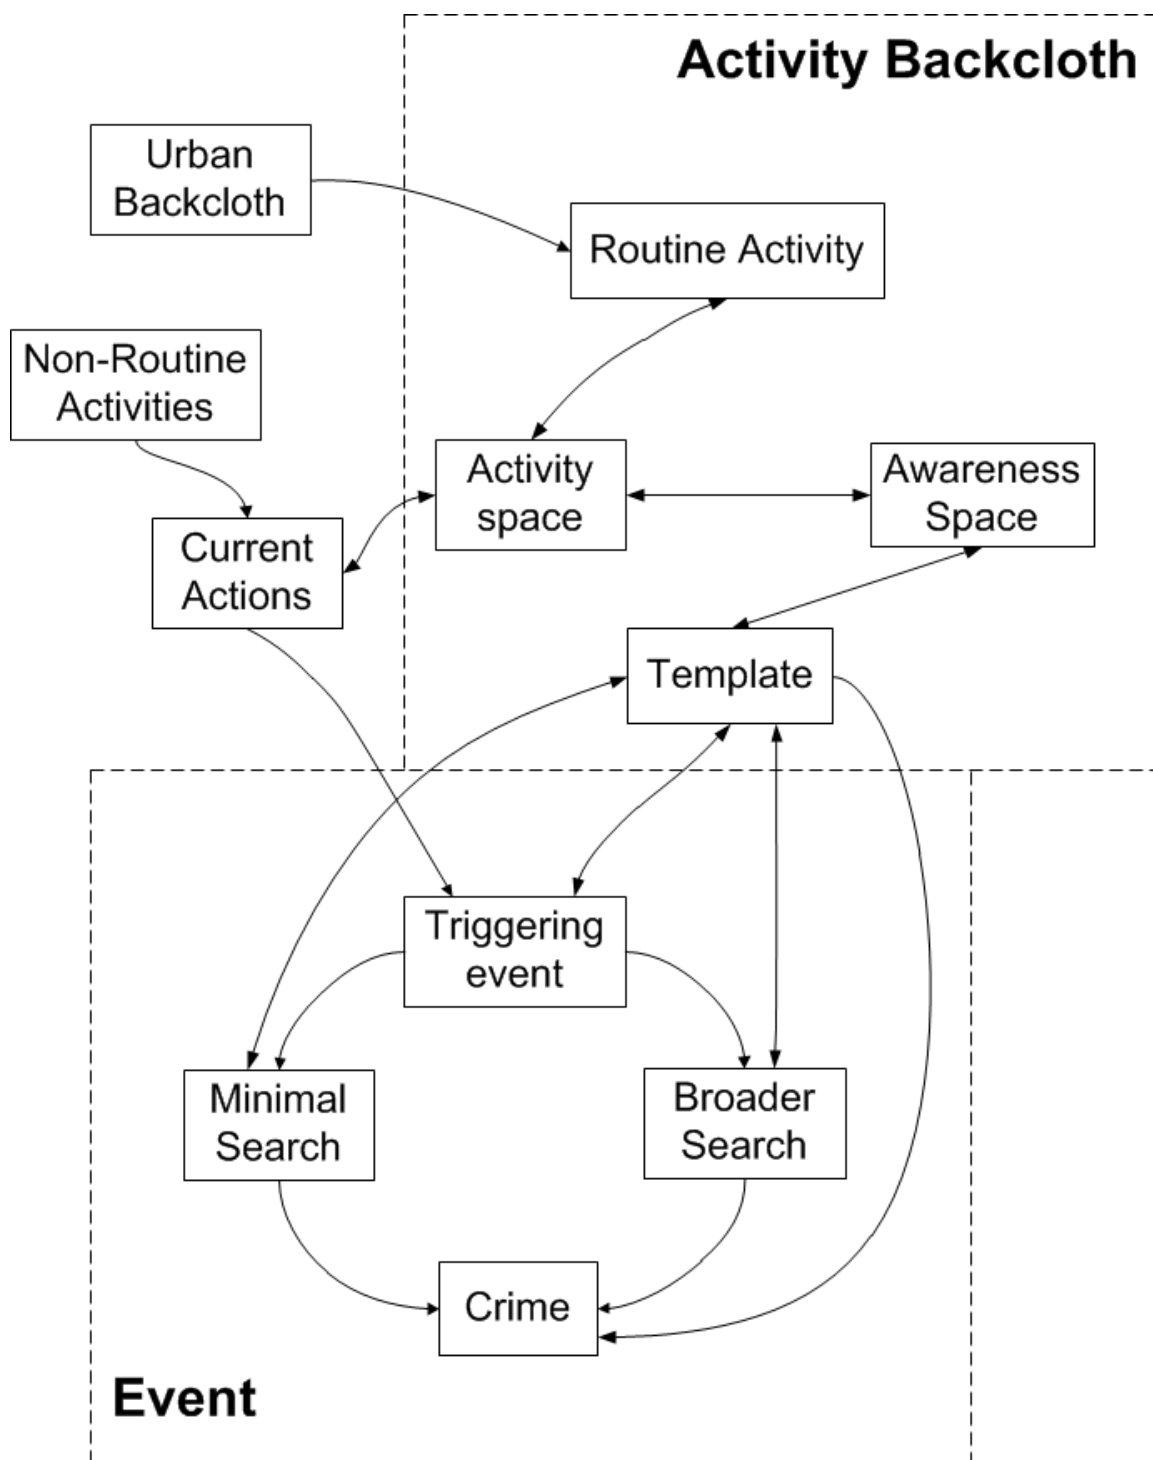 Activity Backcloth
Urban
Backcloth
Routine Activity
Non-Routine
Activities
Activity
space
Awareness
Space
Current
Actions
Template
Triggering
event
Minimal
Search
Broader
Search
Crime
Event